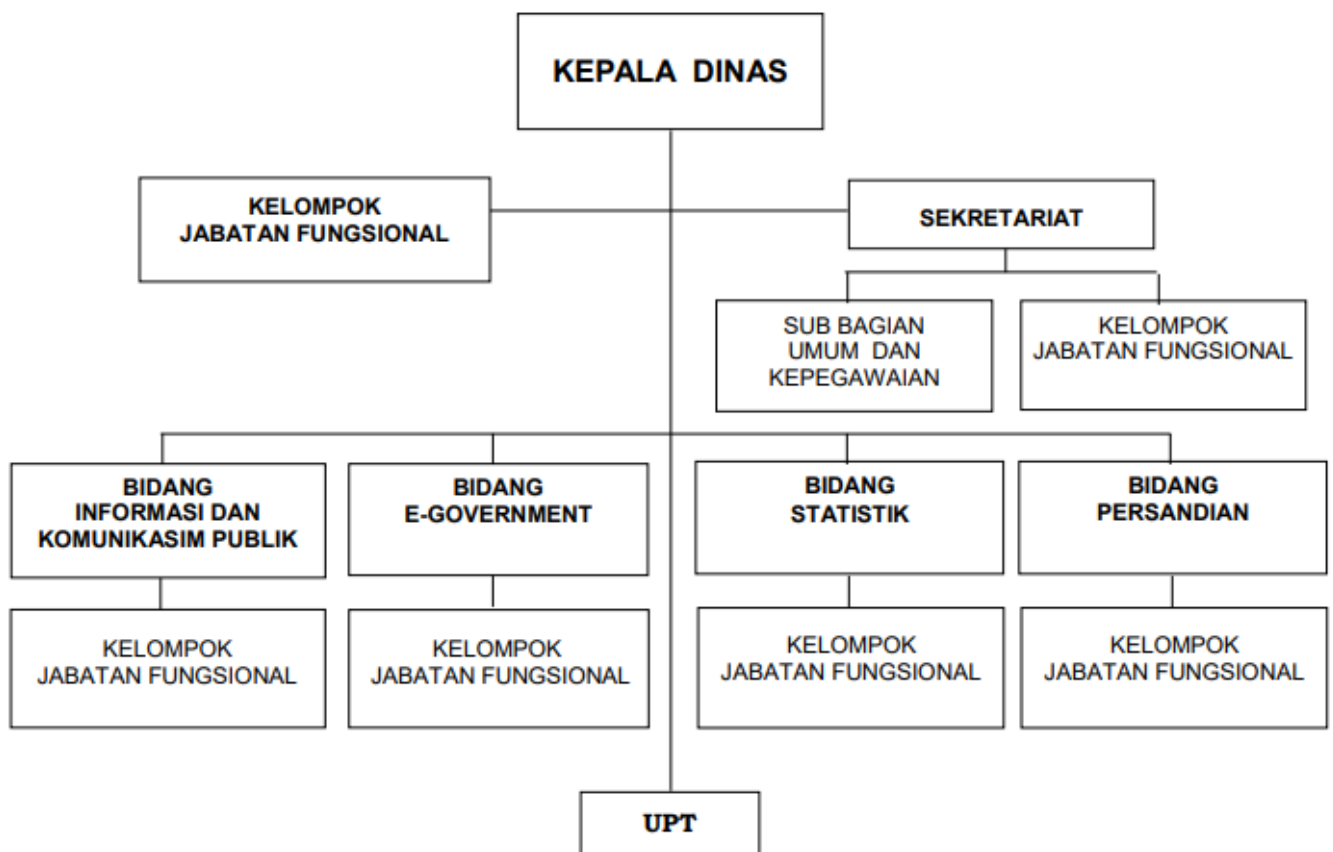 KEPALA DINAS
KELOMPOK
JABATAN FUNGSIONAL
SEKRETARIAT
SUB BAGIAN
UMUM DAN
KEPEGAWAIAN
KELOMPOK
JABATAN FUNGSIONAL
BIDANG
INFORMASI DAN
KOMUNIKASIM PUBLIK
BIDANG
E-GOVERNMENT
BIDANG
STATISTIK
BIDANG
PERSANDIAN
KELOMPOK
JABATAN FUNGSIONAL
KELOMPOK
JABATAN FUNGSIONAL
KELOMPOK
JABATAN FUNGSIONAL
KELOMPOK
JABATAN FUNGSIONAL
UPT